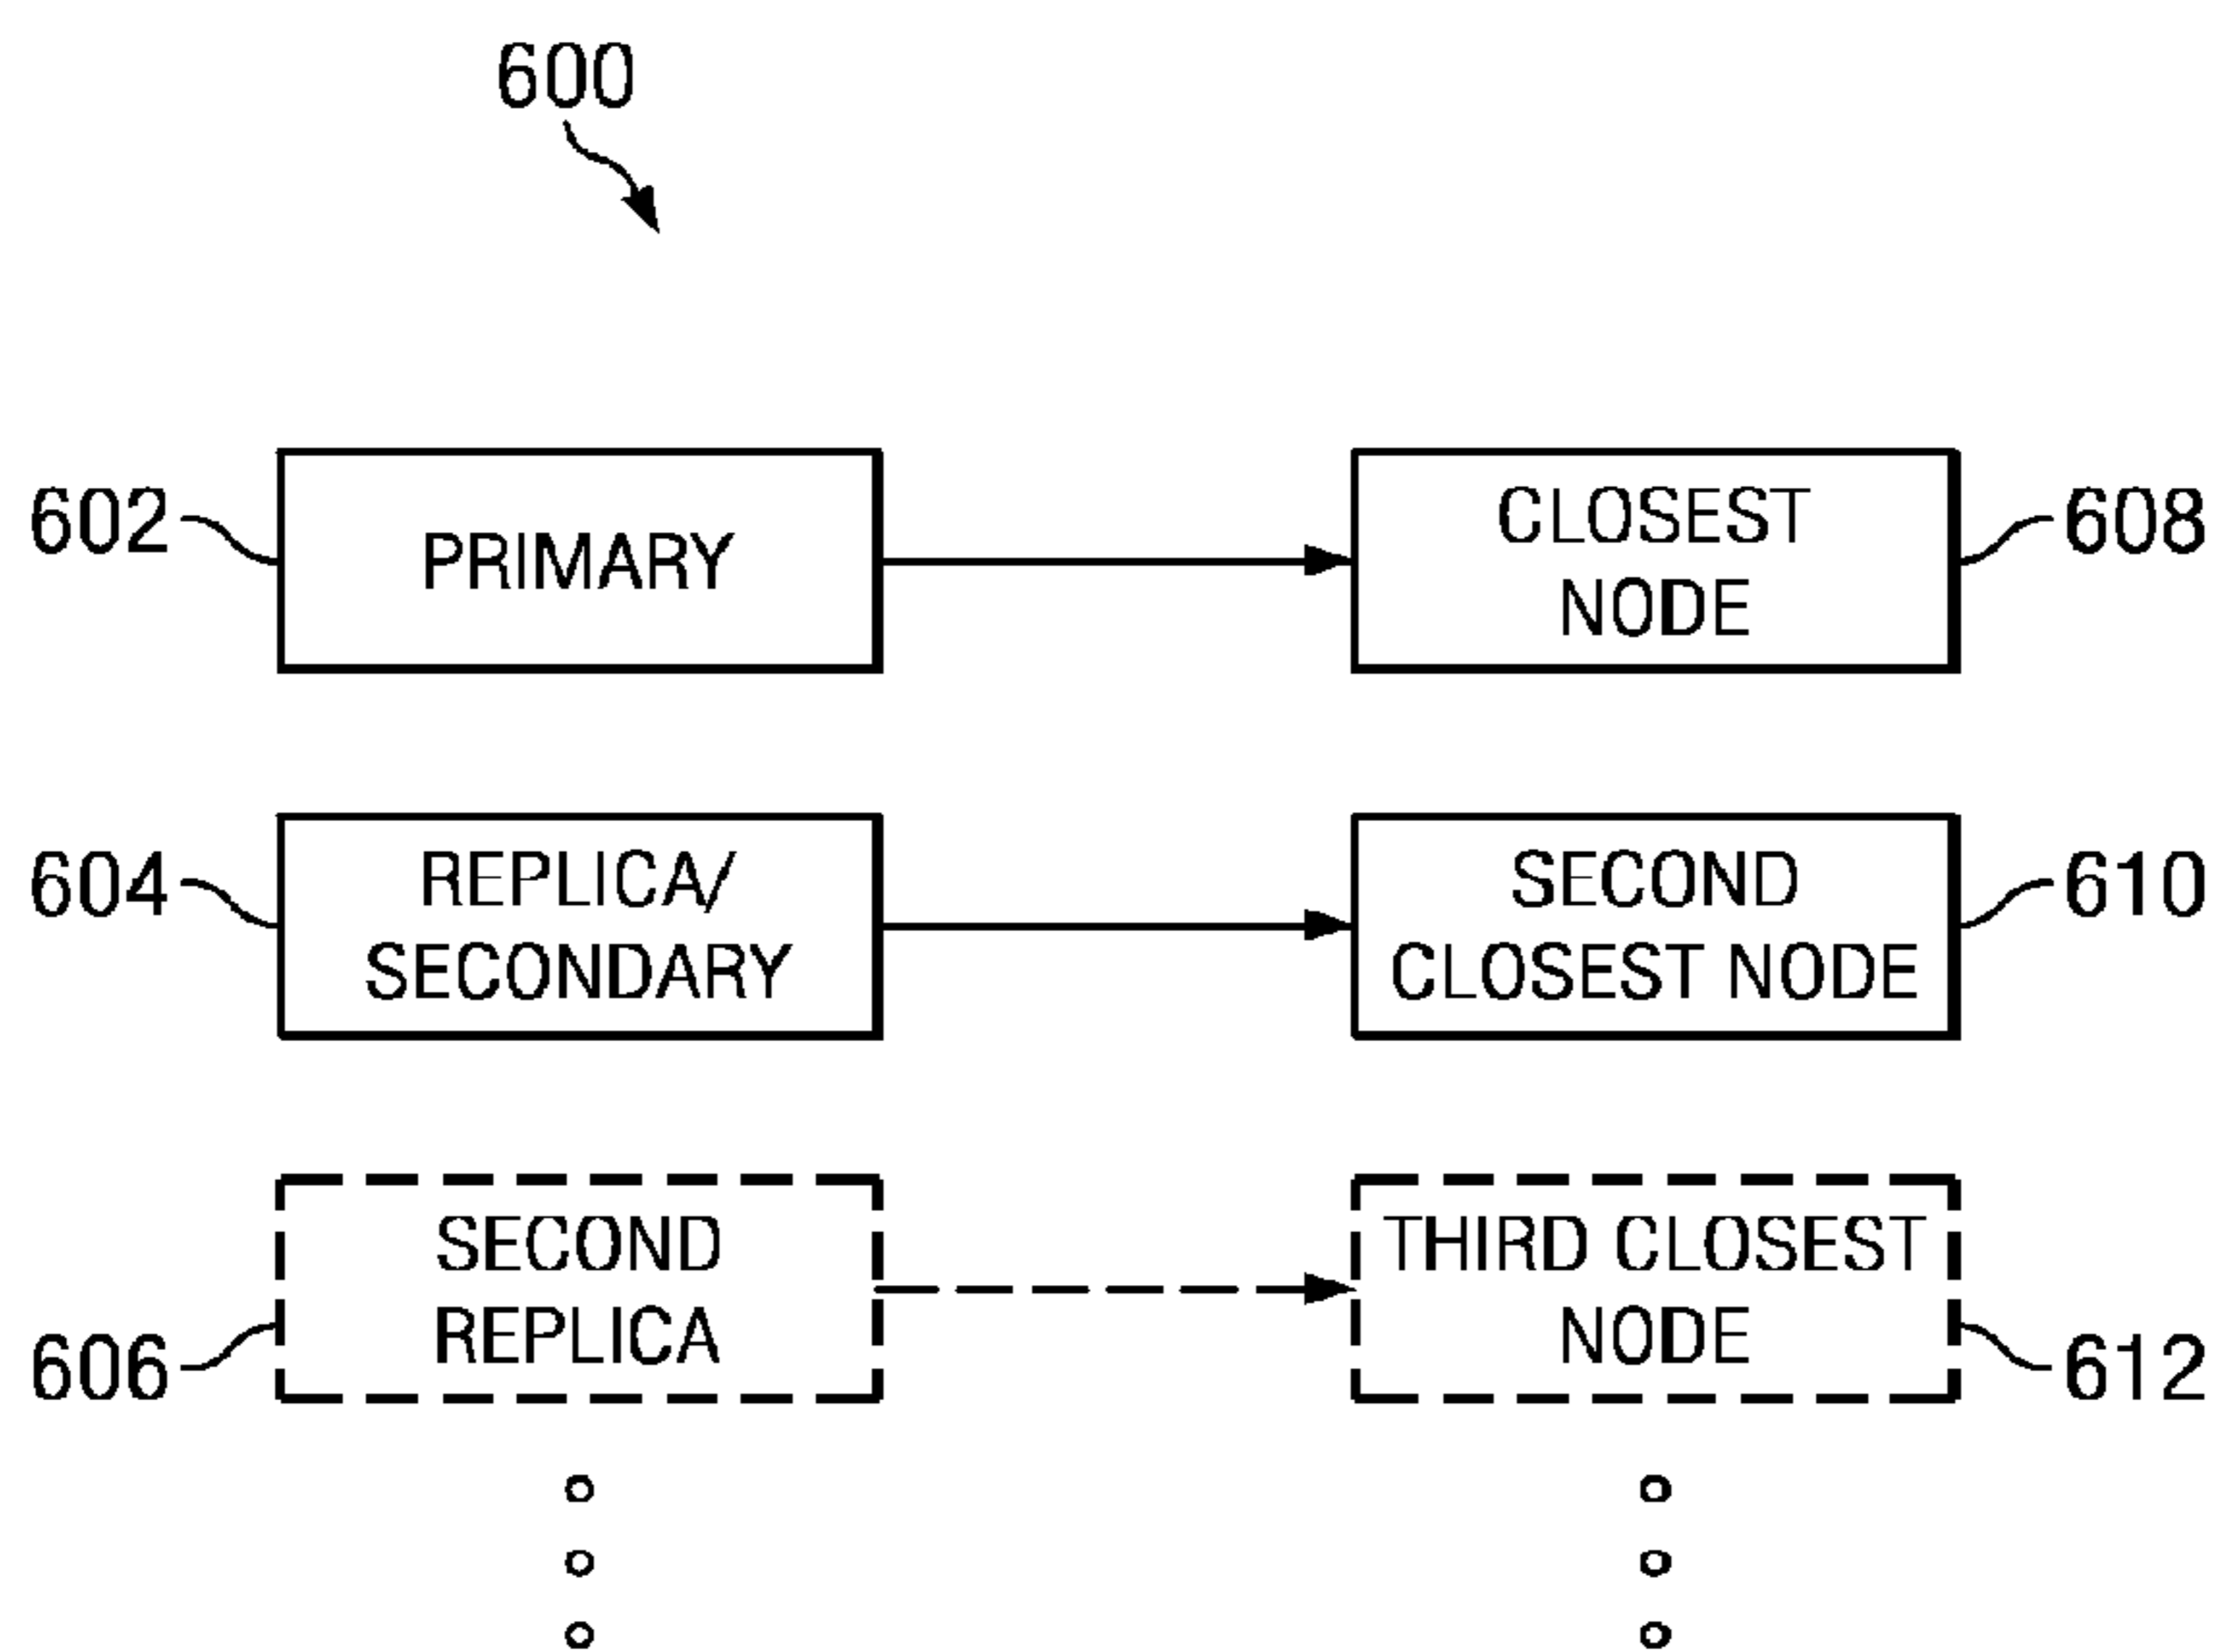 600
602
PRIMARY
CLOSEST
NODE
608
604
REPLICA/
SECONDARY
SECOND
CLOSEST NODE
610
606
SECOND
REPLICA
THIRD CLOSEST
NODE
612